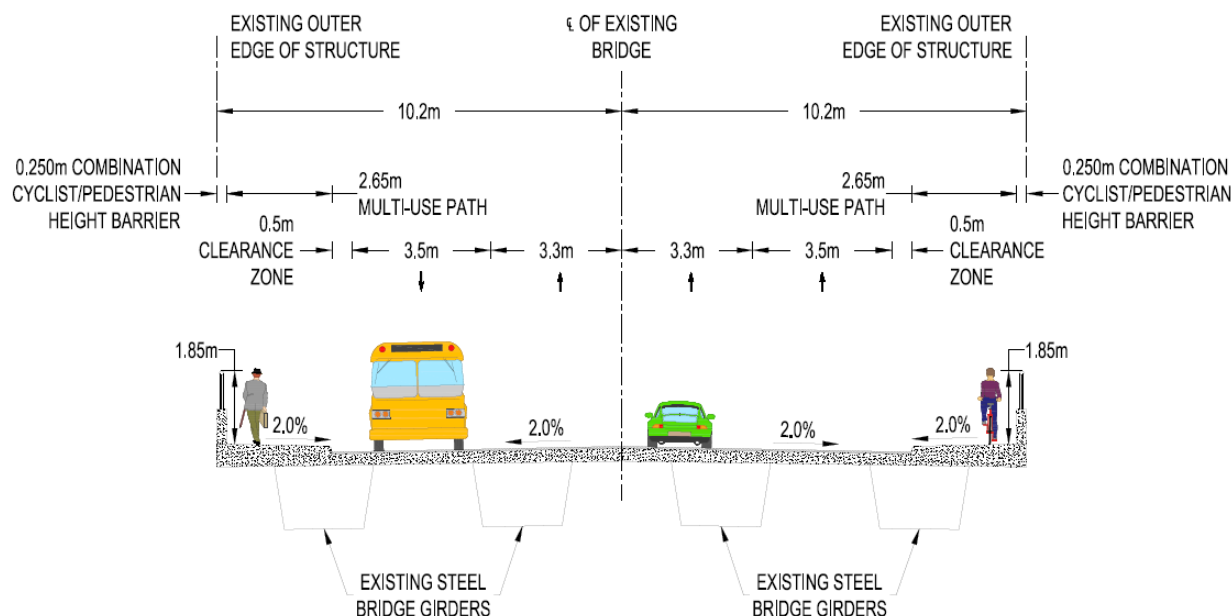 EXISTING OUTER
EDGE OF STRUCTURE
℄ OF EXISTING
BRIDGE
EXISTING OUTER
EDGE OF STRUCTURE
10.2m
10.2m
0.250m COMBINATION
CYCLIST/PEDESTRIAN
HEIGHT BARRIER
2.65m
MULTI-USE PATH
2.65m
MULTI-USE PATH
0.250m COMBINATION
CYCLIST/PEDESTRIAN
HEIGHT BARRIER
0.5m
CLEARANCE
ZONE
3.5m
3.3m
3.3m
3.5m
0.5m
CLEARANCE
ZONE
1.85m
1.85m
2.0%
2.0%
2.0%
2.0%
EXISTING STEEL
BRIDGE GIRDERS
EXISTING STEEL
BRIDGE GIRDERS